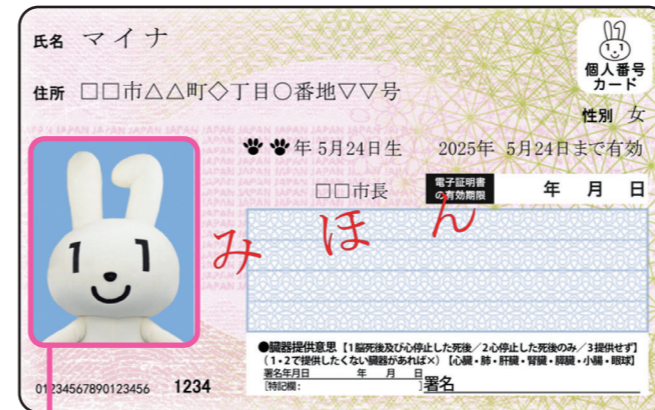 氏名 マイナ
個人番号
カード
住所 □□市△△町◇丁目○番地▽▽号
性別 女
年 5月24日生 2025年 5月24日まで有効
□□市長 電子証明書の有効期限 年 月 日
みほん
●臓器提供意思【1脳死後及び心停止した死後/2心停止した死後のみ/3提供せず】
(1・2で提供したくない臓器があれば×)【心臓・肺・肝臓・腎臓・膵臓・小腸・眼球】
署名年月日 年 月 日
[特記欄: ]署名
01234567890123456 1234